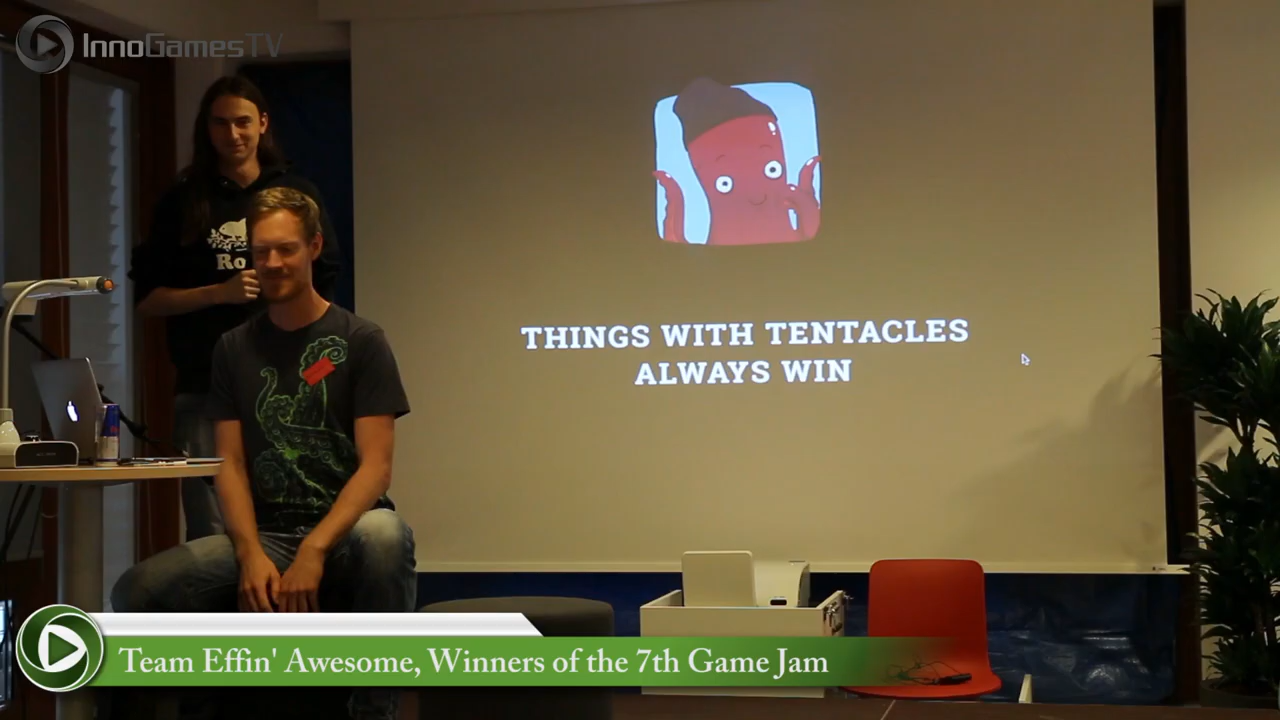 InnoGamesTV
Ro
THINGS WITH TENTACLES
ALWAYS WIN
Team Effin' Awesome, Winners of the 7th Game Jam